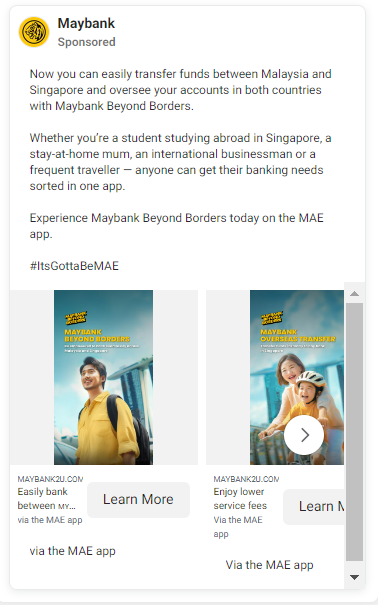 Maybank
Sponsored
Now you can easily transfer funds between Malaysia and
Singapore and oversee your accounts in both countries
with Maybank Beyond Borders.
Whether you're a student studying abroad in Singapore, a
stay-at-home mum, an international businessman or a
frequent traveller — anyone can get their banking needs
sorted in one app.
Experience Maybank Beyond Borders today on the MAE
app.
#ItsGottaBeMAE
MAYBANK
BEYOND BORDERS
MAYBANK
OVERSEAS TRANSFER
MAYBANK2U.COM
Easily bank
between MY...
via the MAE app
Learn More
via the MAE app
MAYBANK2U.COM
Enjoy lower
service fees
Via the MAE
app
Learn M
Via the MAE app